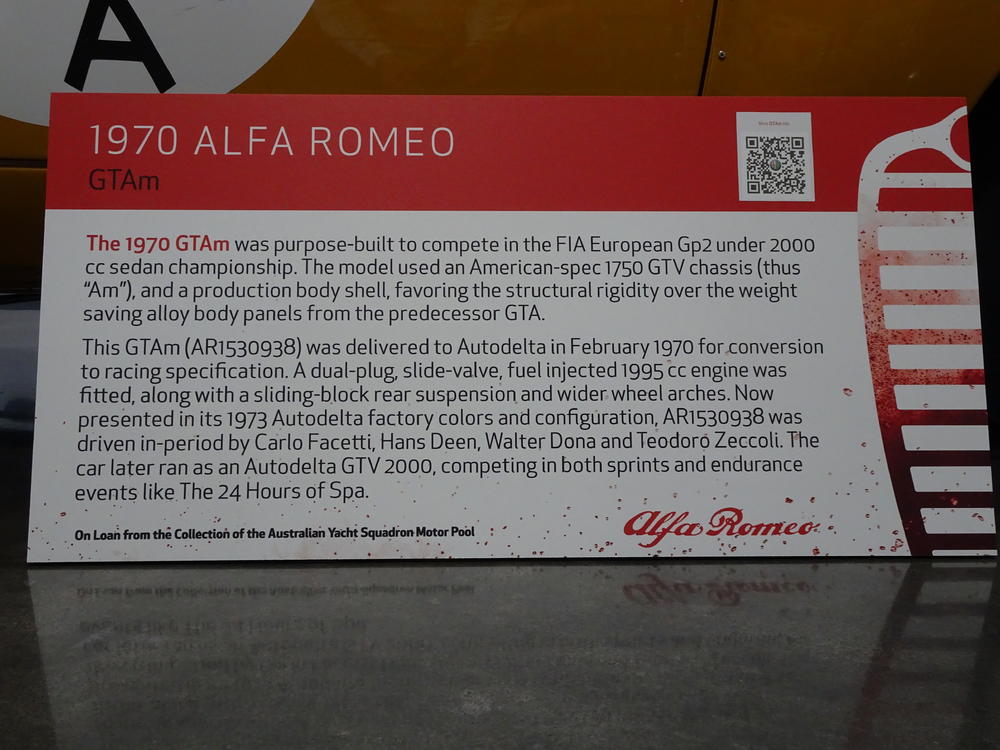 A
1970 ALFA ROMEO
GTAm
The 1970 GTAm was purpose-built to compete in the FIA European Gp2 under 2000
cc sedan championship. The model used an American-spec 1750 GTV chassis (thus
"Am"), and a production body shell, favoring the structural rigidity over the weight
saving alloy body panels from the predecessor GTA.
This GTAm (AR1530938) was delivered to Autodelta in February 1970 for conversion
to racing specification. A dual-plug, slide-valve, fuel injected 1995 cc engine was
fitted, along with a sliding-block rear suspension and wider wheel arches. Now
presented in its 1973 Autodelta factory colors and configuration, AR1530938 was
driven in-period by Carlo Facetti, Hans Deen, Walter Dona and Teodoro Zeccoli. The
car later ran as an Autodelta GTV 2000, competing in both sprints and endurance
events like The 24 Hours of Spa.
On Loan from the Collection of the Australian Yacht Squadron Motor Pool
Alfa Romeo